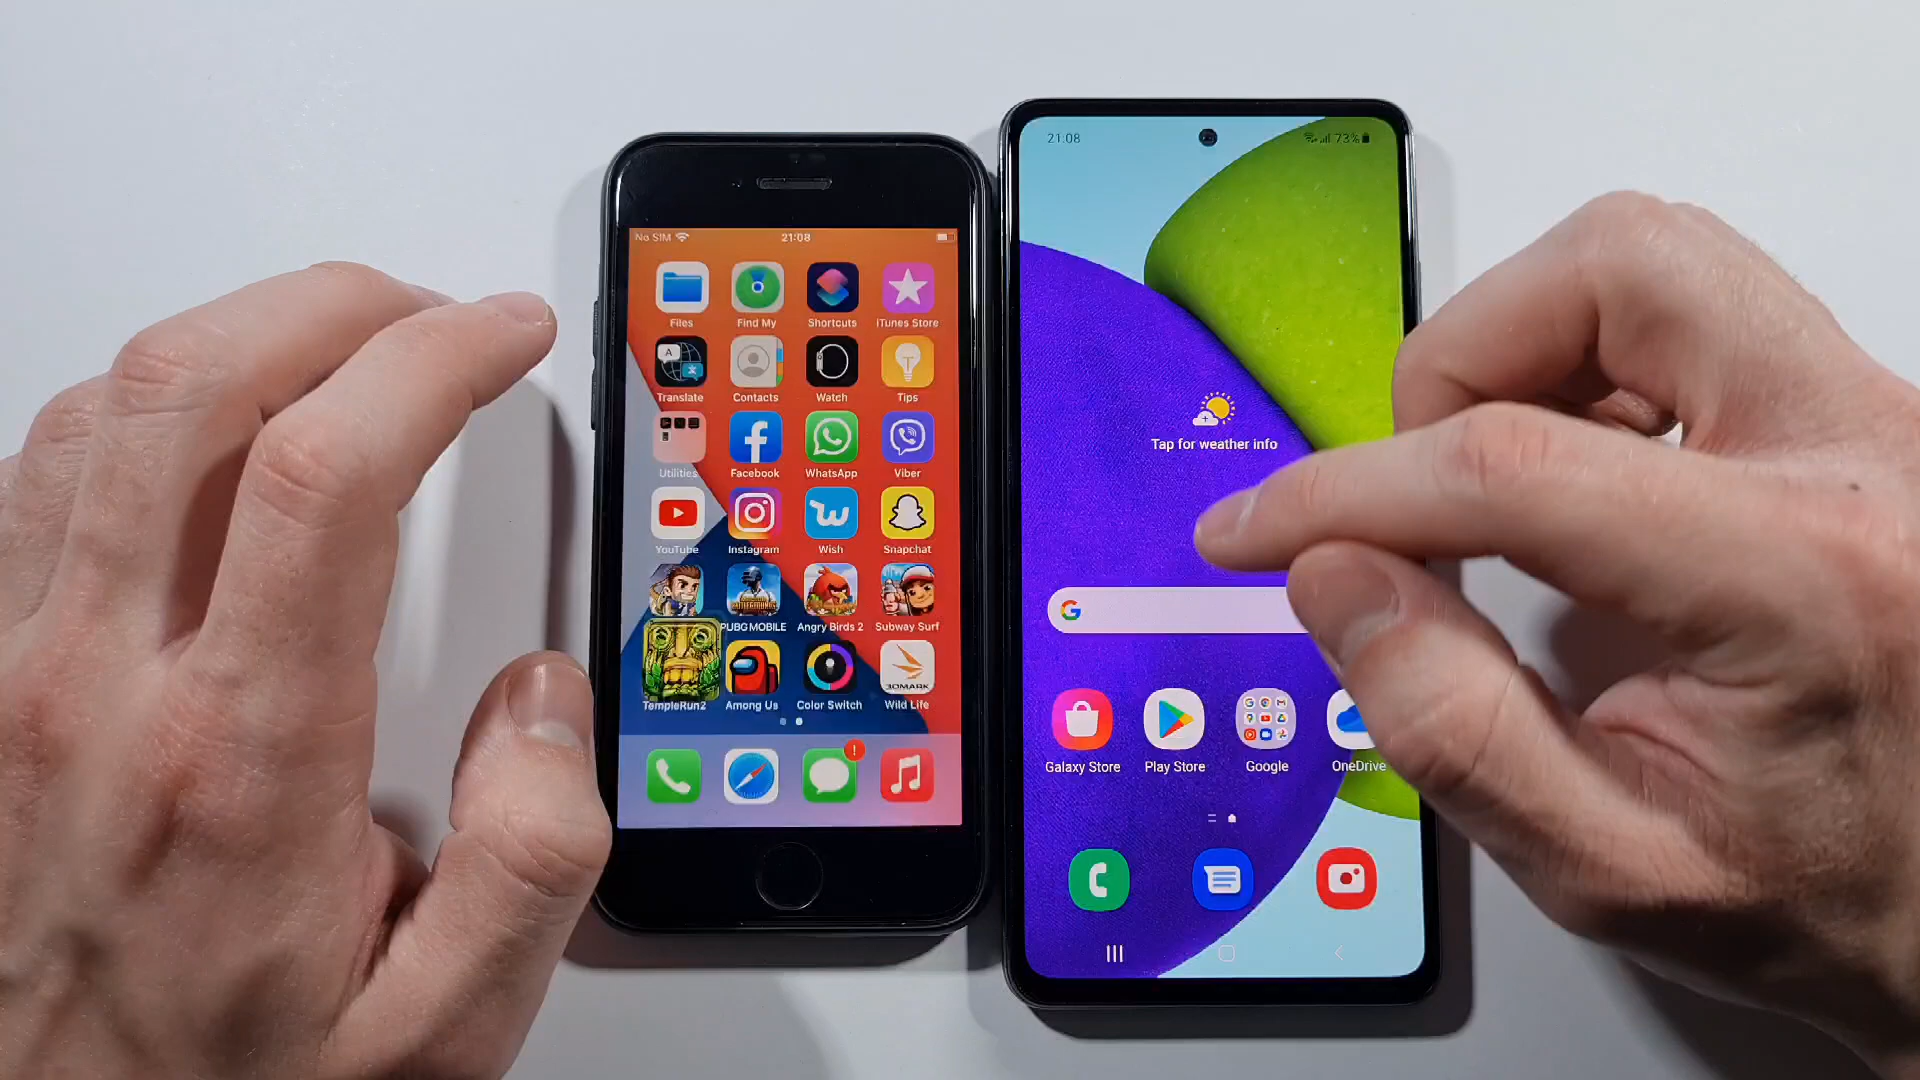 No SIM 21:08
Files Find My Shortcuts iTunes Store
Translate Contacts Watch Tips
Utilities Facebook WhatsApp Viber
YouTube Instagram Wish Snapchat
PUBG MOBILE Angry Birds 2 Subway Surf
3DMARK
TempleRun2 Among Us Color Switch Wild Life
21:08 73%
Tap for weather info
Galaxy Store Play Store Google OneDrive